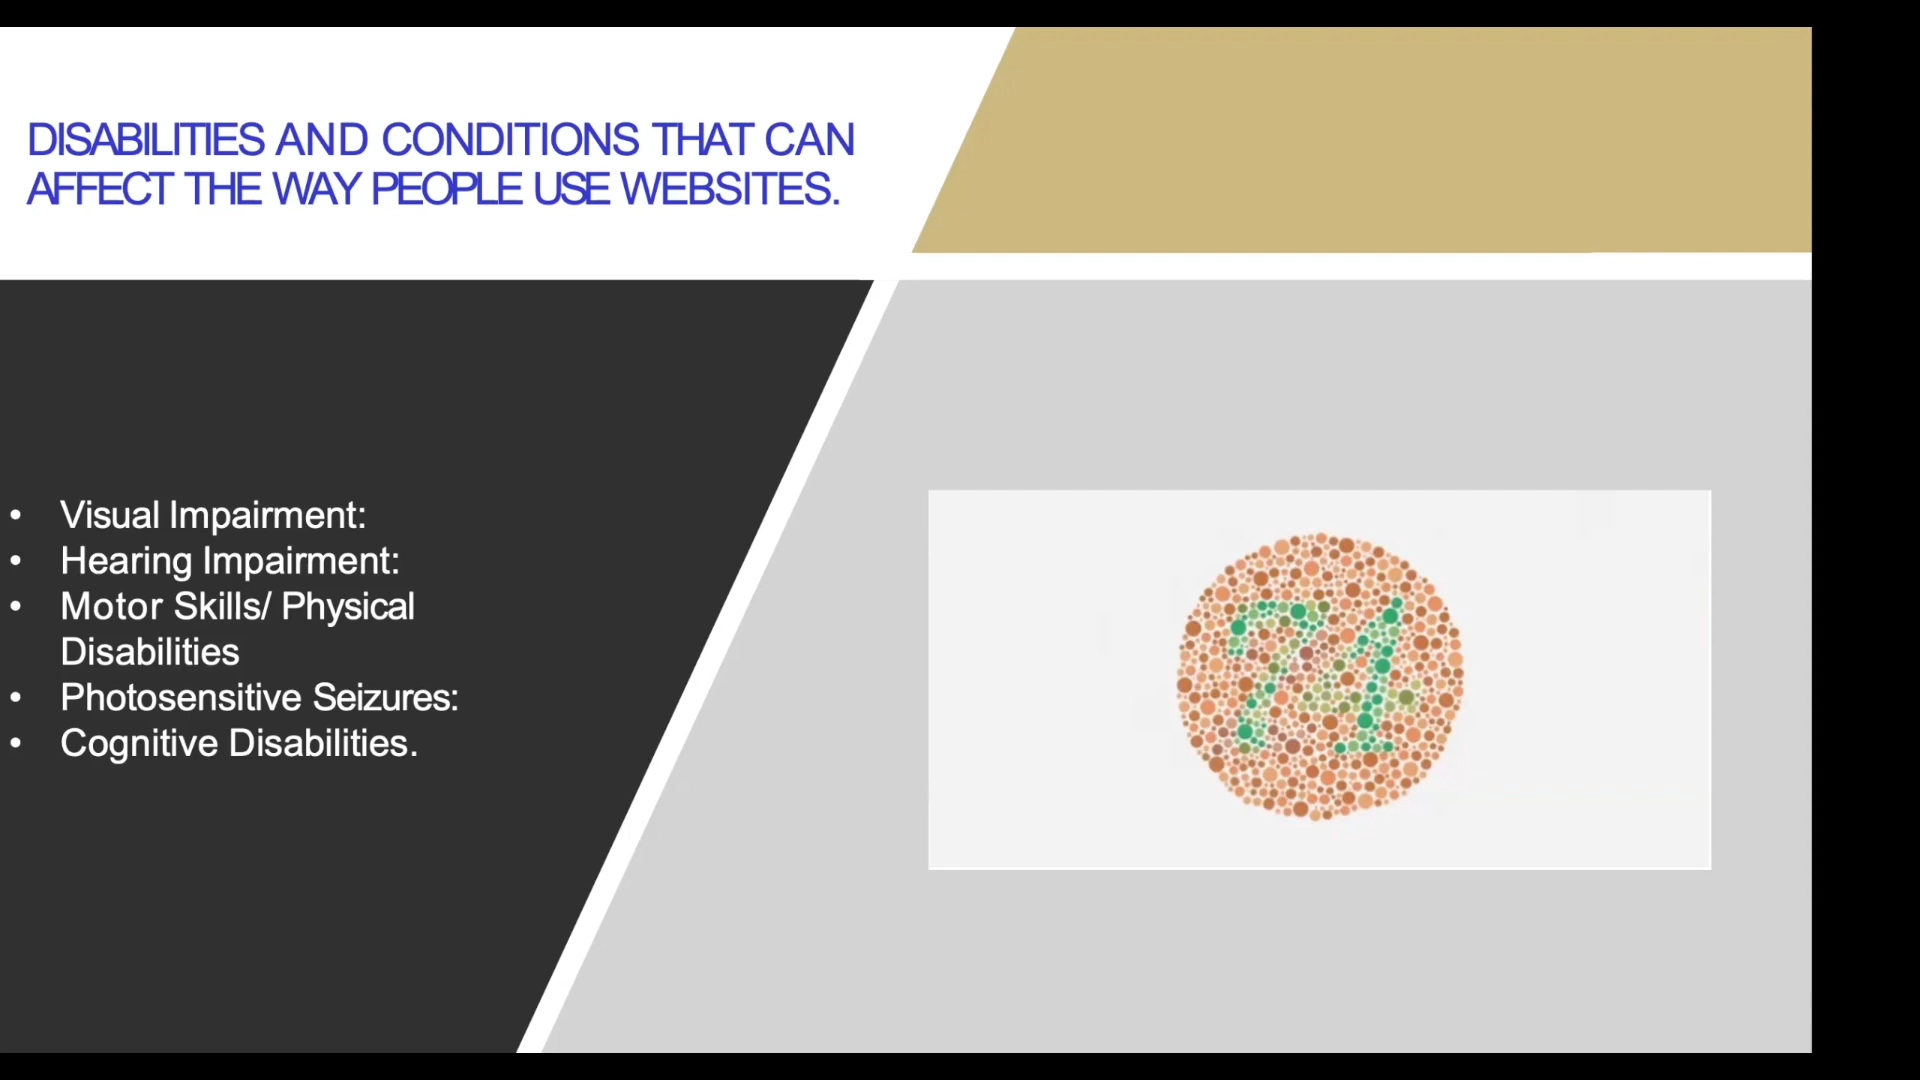 DISABILITIES AND CONDITIONS THAT CAN
AFFECT THE WAY PEOPLE USE WEBSITES.
• Visual Impairment:
• Hearing Impairment:
• Motor Skills/ Physical
Disabilities
• Photosensitive Seizures:
• Cognitive Disabilities.
74